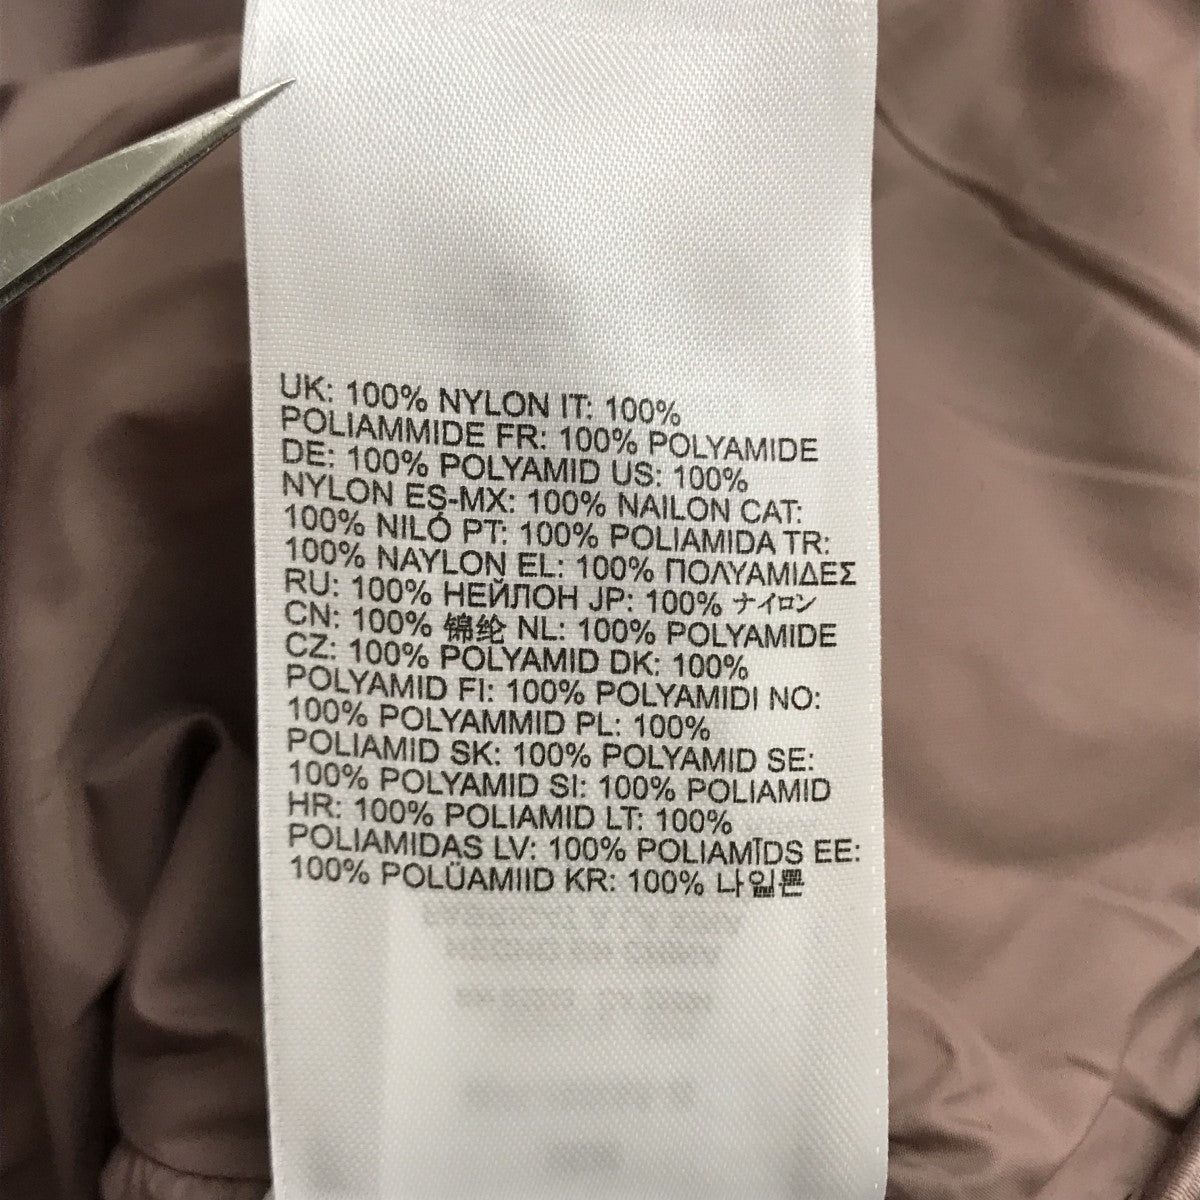 UK: 100% NYLON IT: 100%
POLIAMMIDE FR: 100% POLYAMIDE
DE: 100% POLYAMID US: 100%
NYLON ES-MX: 100% NAILON CAT:
100% NILÓ PT: 100% POLIAMIDA TR:
100% NAYLON EL: 100% ΠΟΛΥΑΜΙΔΕΣ
RU: 100% НЕЙЛОН JP: 100% ナイロン
CN: 100% 锦纶 NL: 100% POLYAMIDE
CZ: 100% POLYAMID DK: 100%
POLYAMID FI: 100% POLYAMIDI NO:
100% POLYAMMID PL: 100%
POLIAMID SK: 100% POLYAMID SE:
100% POLYAMID SI: 100% POLIAMID
HR: 100% POLIAMID LT: 100%
POLIAMIDAS LV: 100% POLIAMĪDS EE:
100% POLÜAMIID KR: 100% 나일론